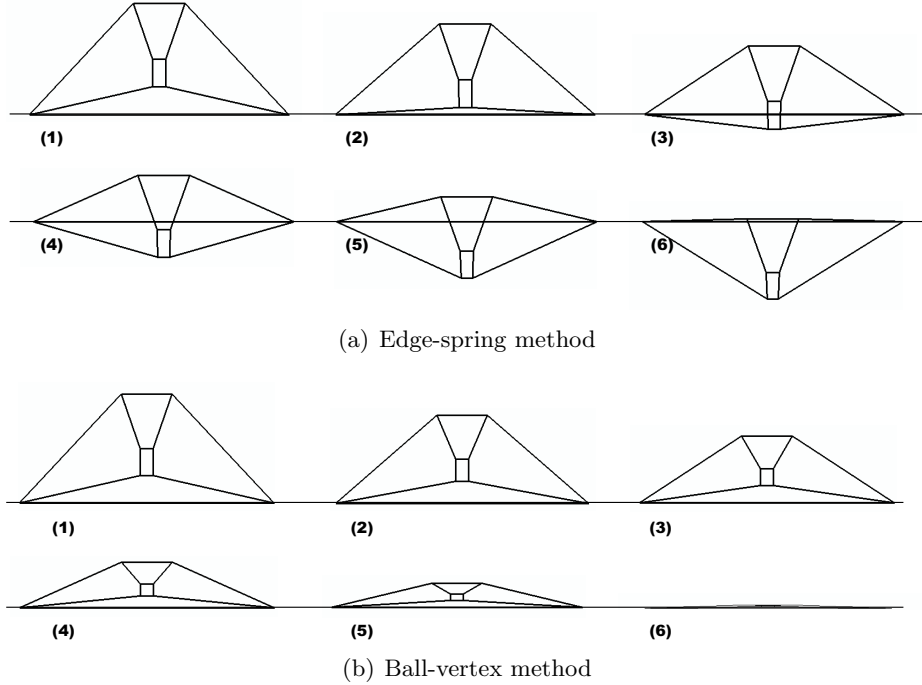 (1) (2) (3)
(4) (5) (6)
(a) Edge-spring method
(1) (2) (3)
(4) (5) (6)
(b) Ball-vertex method